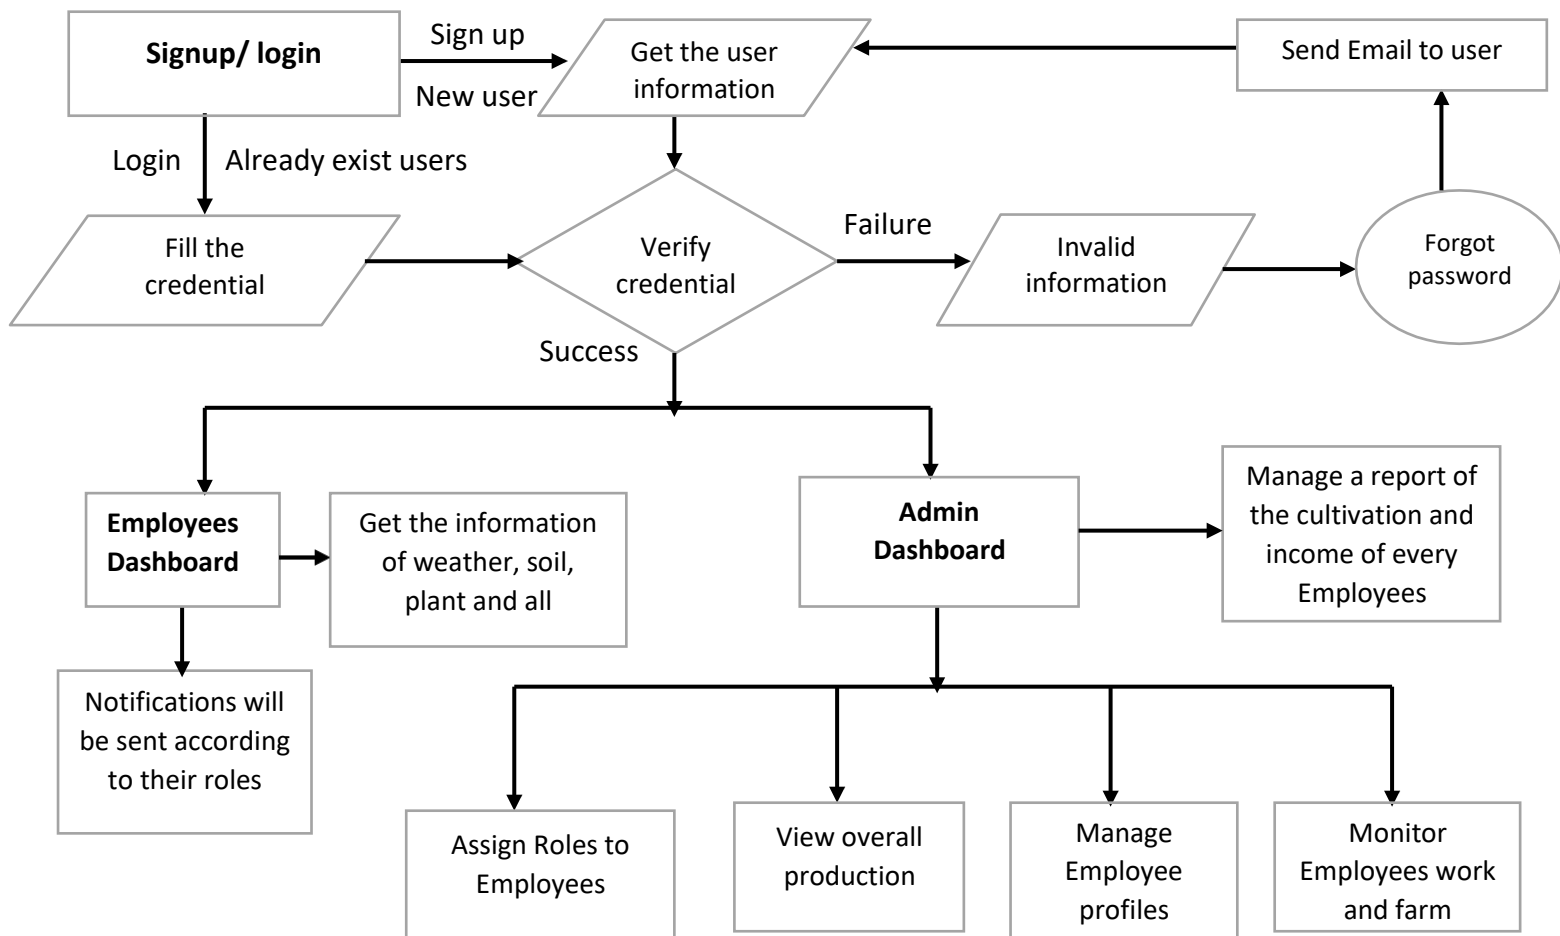 Signup/ login
Sign up
New user
Get the user
information
Send Email to user
Login
Already exist users
Fill the
credential
Verify
credential
Failure
Invalid
information
Forgot
password
Success
Employees
Dashboard
Get the information
of weather, soil,
plant and all
Admin
Dashboard
Manage a report of
the cultivation and
income of every
Employees
Notifications will
be sent according
to their roles
Assign Roles to
Employees
View overall
production
Manage
Employee
profiles
Monitor
Employees work
and farm